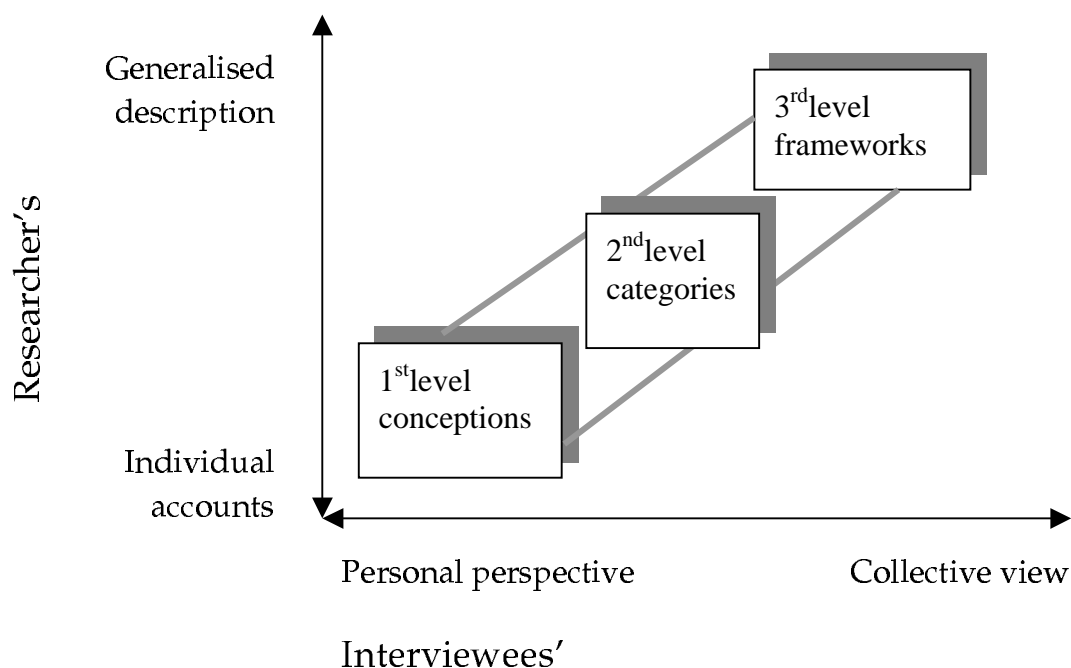 Generalised
description
3rdlevel
frameworks
Researcher’s
2ndlevel
categories
1stlevel
conceptions
Individual
accounts
Personal perspective
Collective view
Interviewees’